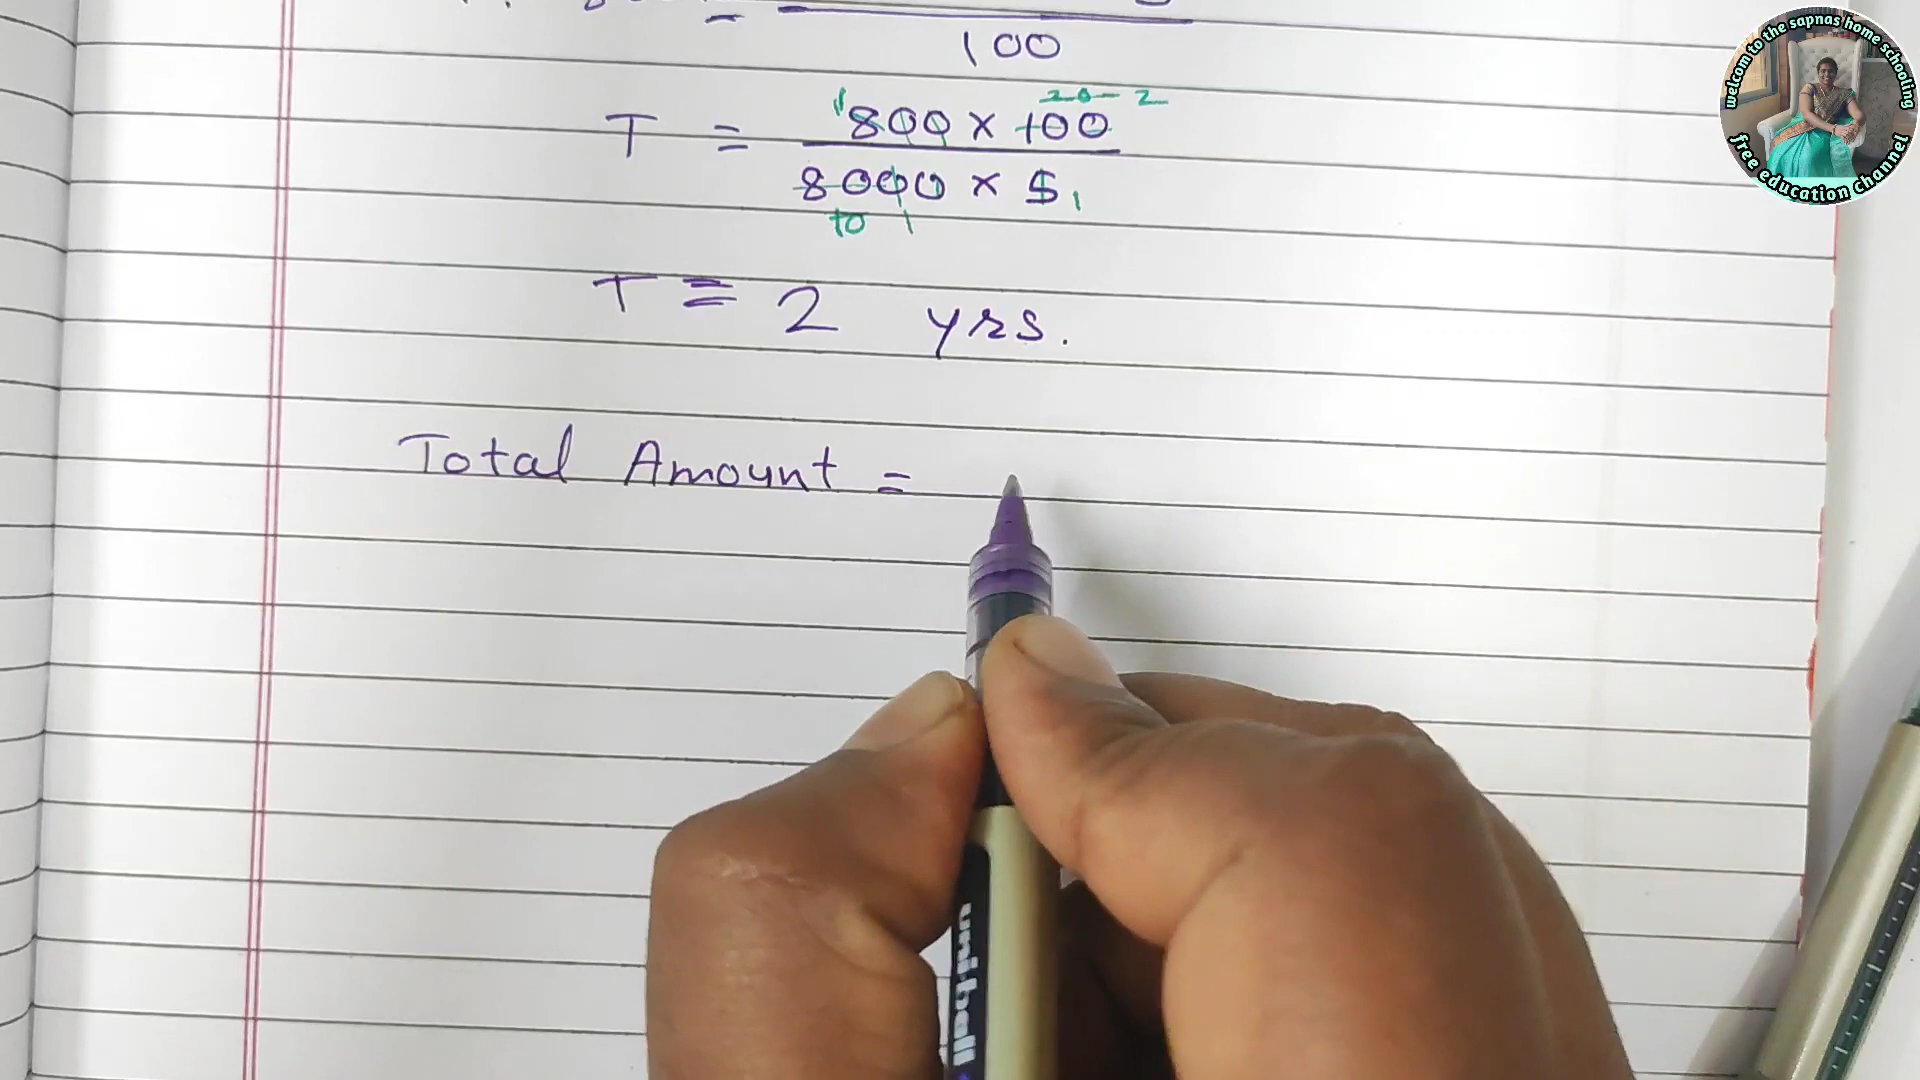 100
T = 800 x 100
8000 x 5
T = 2 yrs.
Total Amount =
uniball
welcom to the sapnas home schooling
free education channel